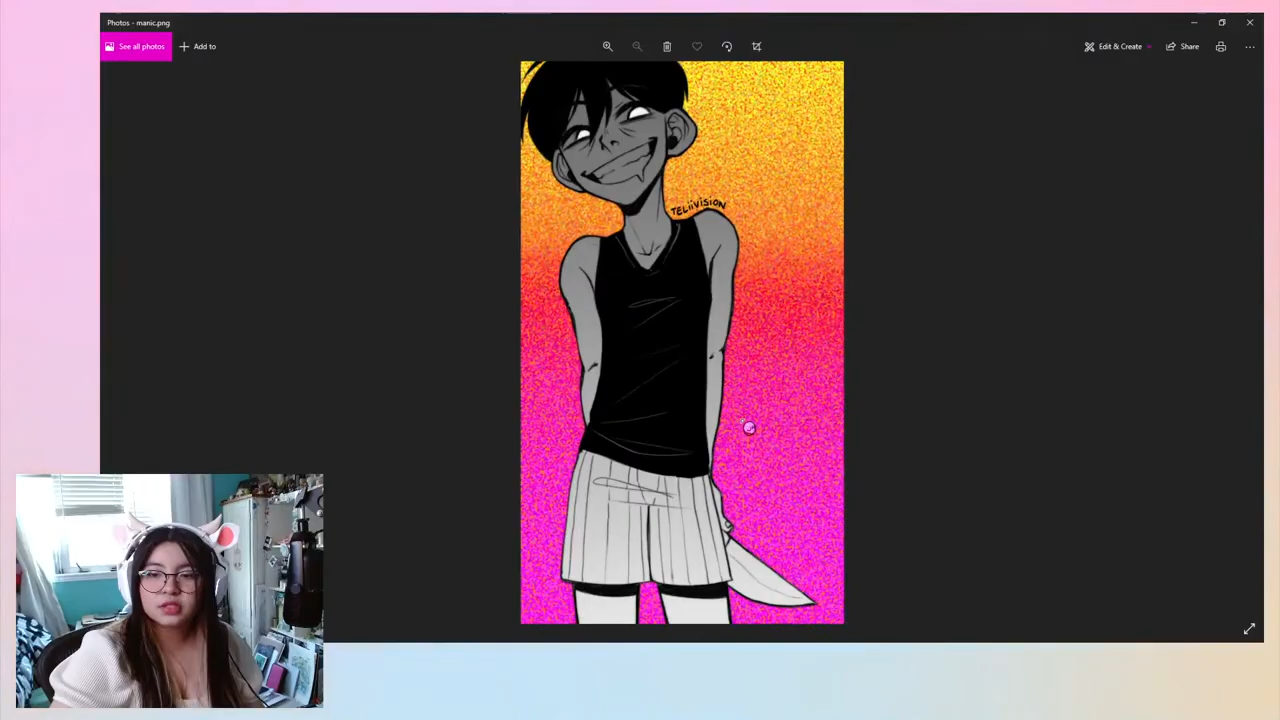 Photos - manic.png
See all photos
Add to
Edit & Create
Share
TELiiViSiON